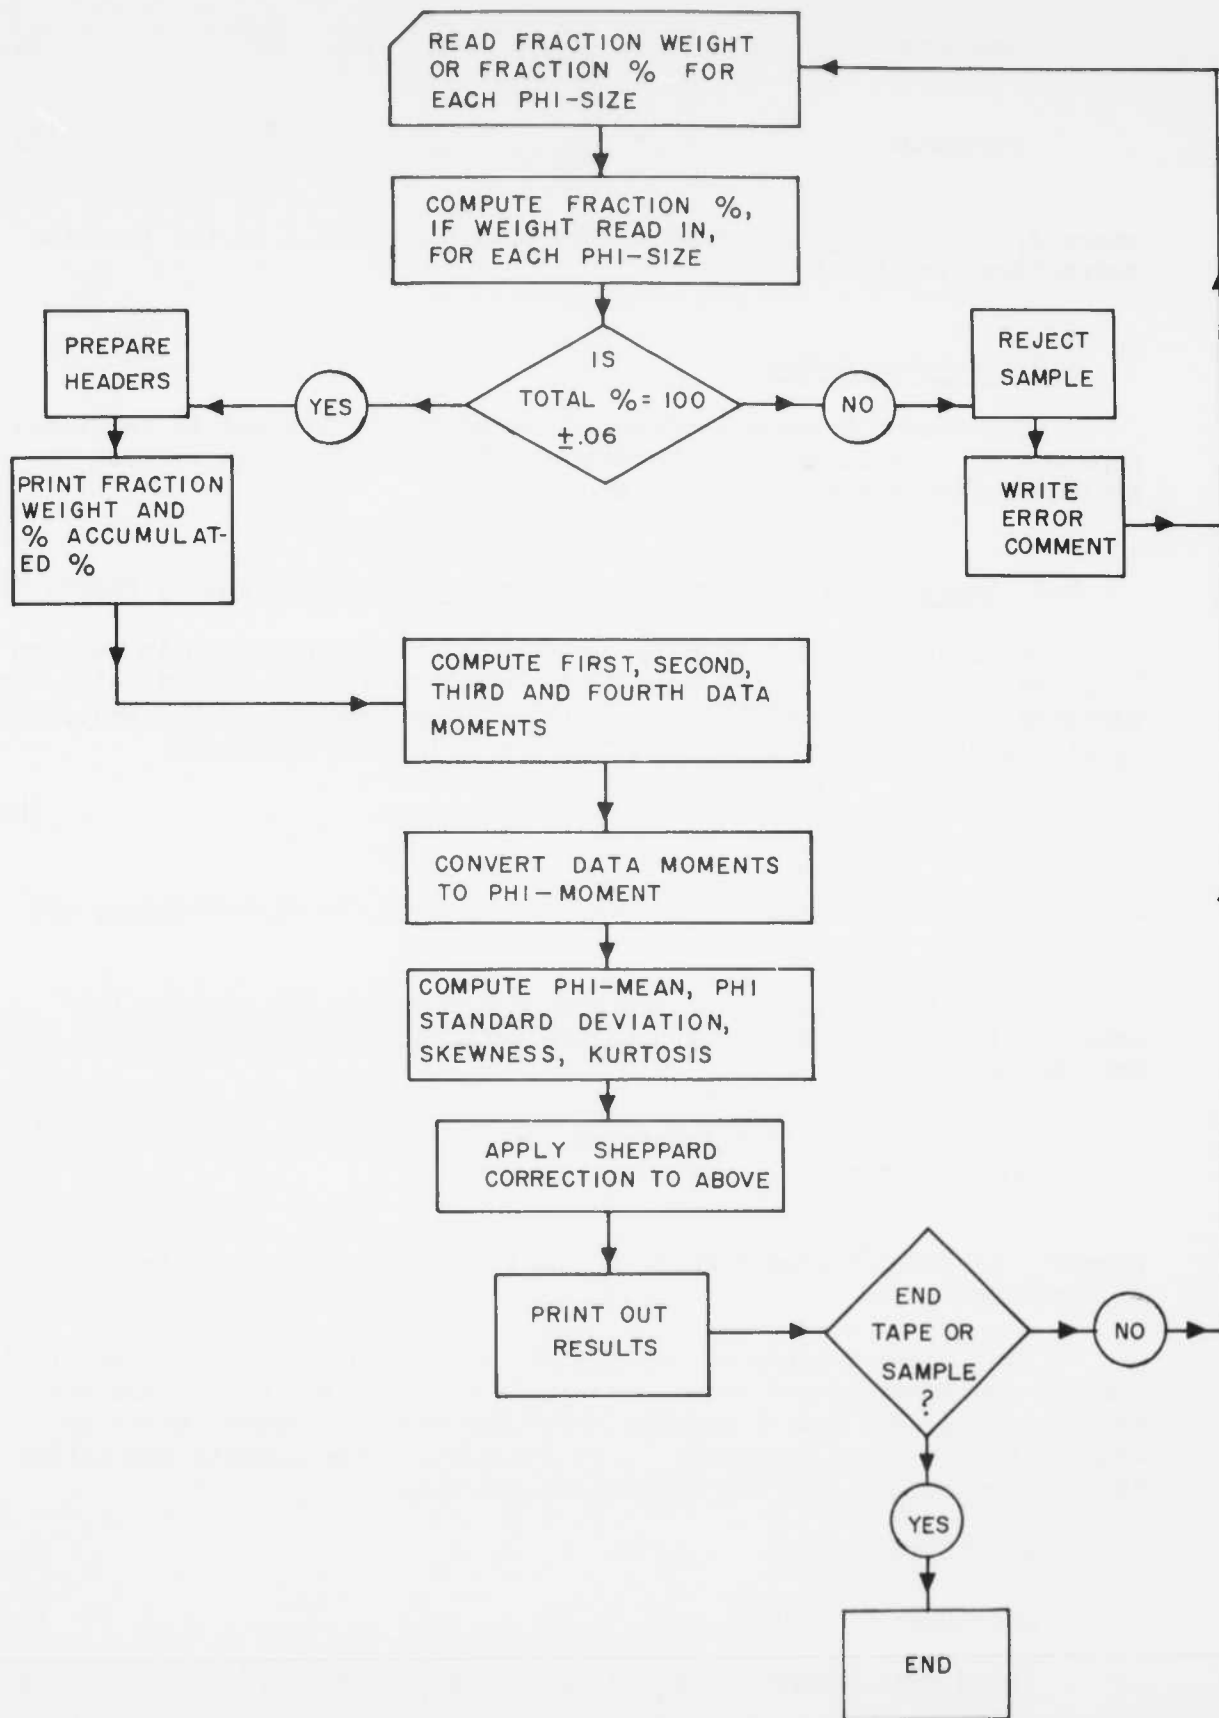 READ FRACTION WEIGHT
OR FRACTION % FOR
EACH PHI-SIZE
COMPUTE FRACTION %,
IF WEIGHT READ IN,
FOR EACH PHI-SIZE
IS
TOTAL % = 100
±.06
YES
NO
PREPARE
HEADERS
REJECT
SAMPLE
PRINT FRACTION
WEIGHT AND
% ACCUMULAT-
ED %
WRITE
ERROR
COMMENT
COMPUTE FIRST, SECOND,
THIRD AND FOURTH DATA
MOMENTS
CONVERT DATA MOMENTS
TO PHI-MOMENT
COMPUTE PHI-MEAN, PHI
STANDARD DEVIATION,
SKEWNESS, KURTOSIS
APPLY SHEPPARD
CORRECTION TO ABOVE
PRINT OUT
RESULTS
END
TAPE OR
SAMPLE
?
NO
YES
END